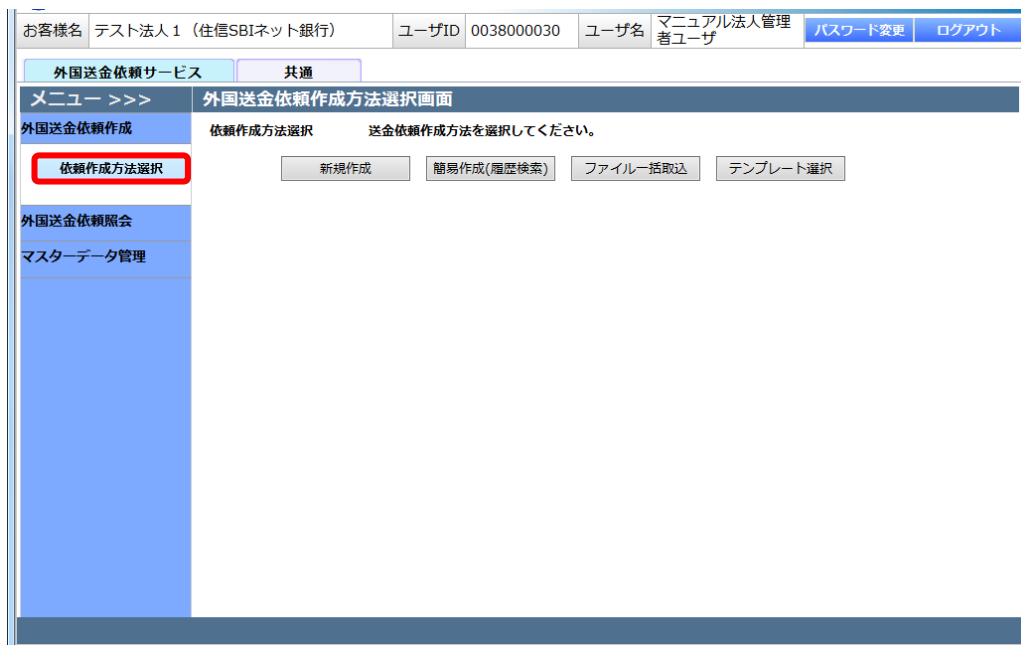 お客様名 テスト法人１（住信SBIネット銀行） ユーザID 0038000030 ユーザ名 マニュアル法人管理
者ユーザ パスワード変更 ログアウト
外国送金依頼サービス 共通
メニュー >>> 外国送金依頼作成方法選択画面
外国送金依頼作成 依頼作成方法選択 送金依頼作成方法を選択してください。
依頼作成方法選択 新規作成 簡易作成(履歴検索) ファイル一括取込 テンプレート選択
外国送金依頼照会
マスターデータ管理